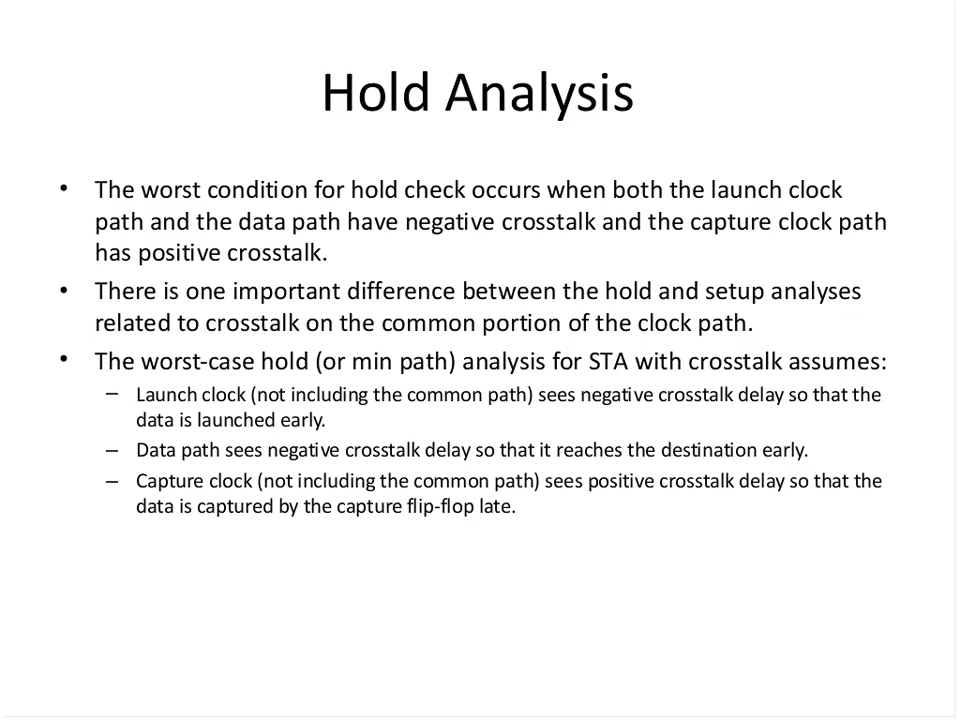 Hold Analysis
• The worst condition for hold check occurs when both the launch clock
path and the data path have negative crosstalk and the capture clock path
has positive crosstalk.
• There is one important difference between the hold and setup analyses
related to crosstalk on the common portion of the clock path.
• The worst-case hold (or min path) analysis for STA with crosstalk assumes:
– Launch clock (not including the common path) sees negative crosstalk delay so that the
data is launched early.
– Data path sees negative crosstalk delay so that it reaches the destination early.
– Capture clock (not including the common path) sees positive crosstalk delay so that the
data is captured by the capture flip-flop late.